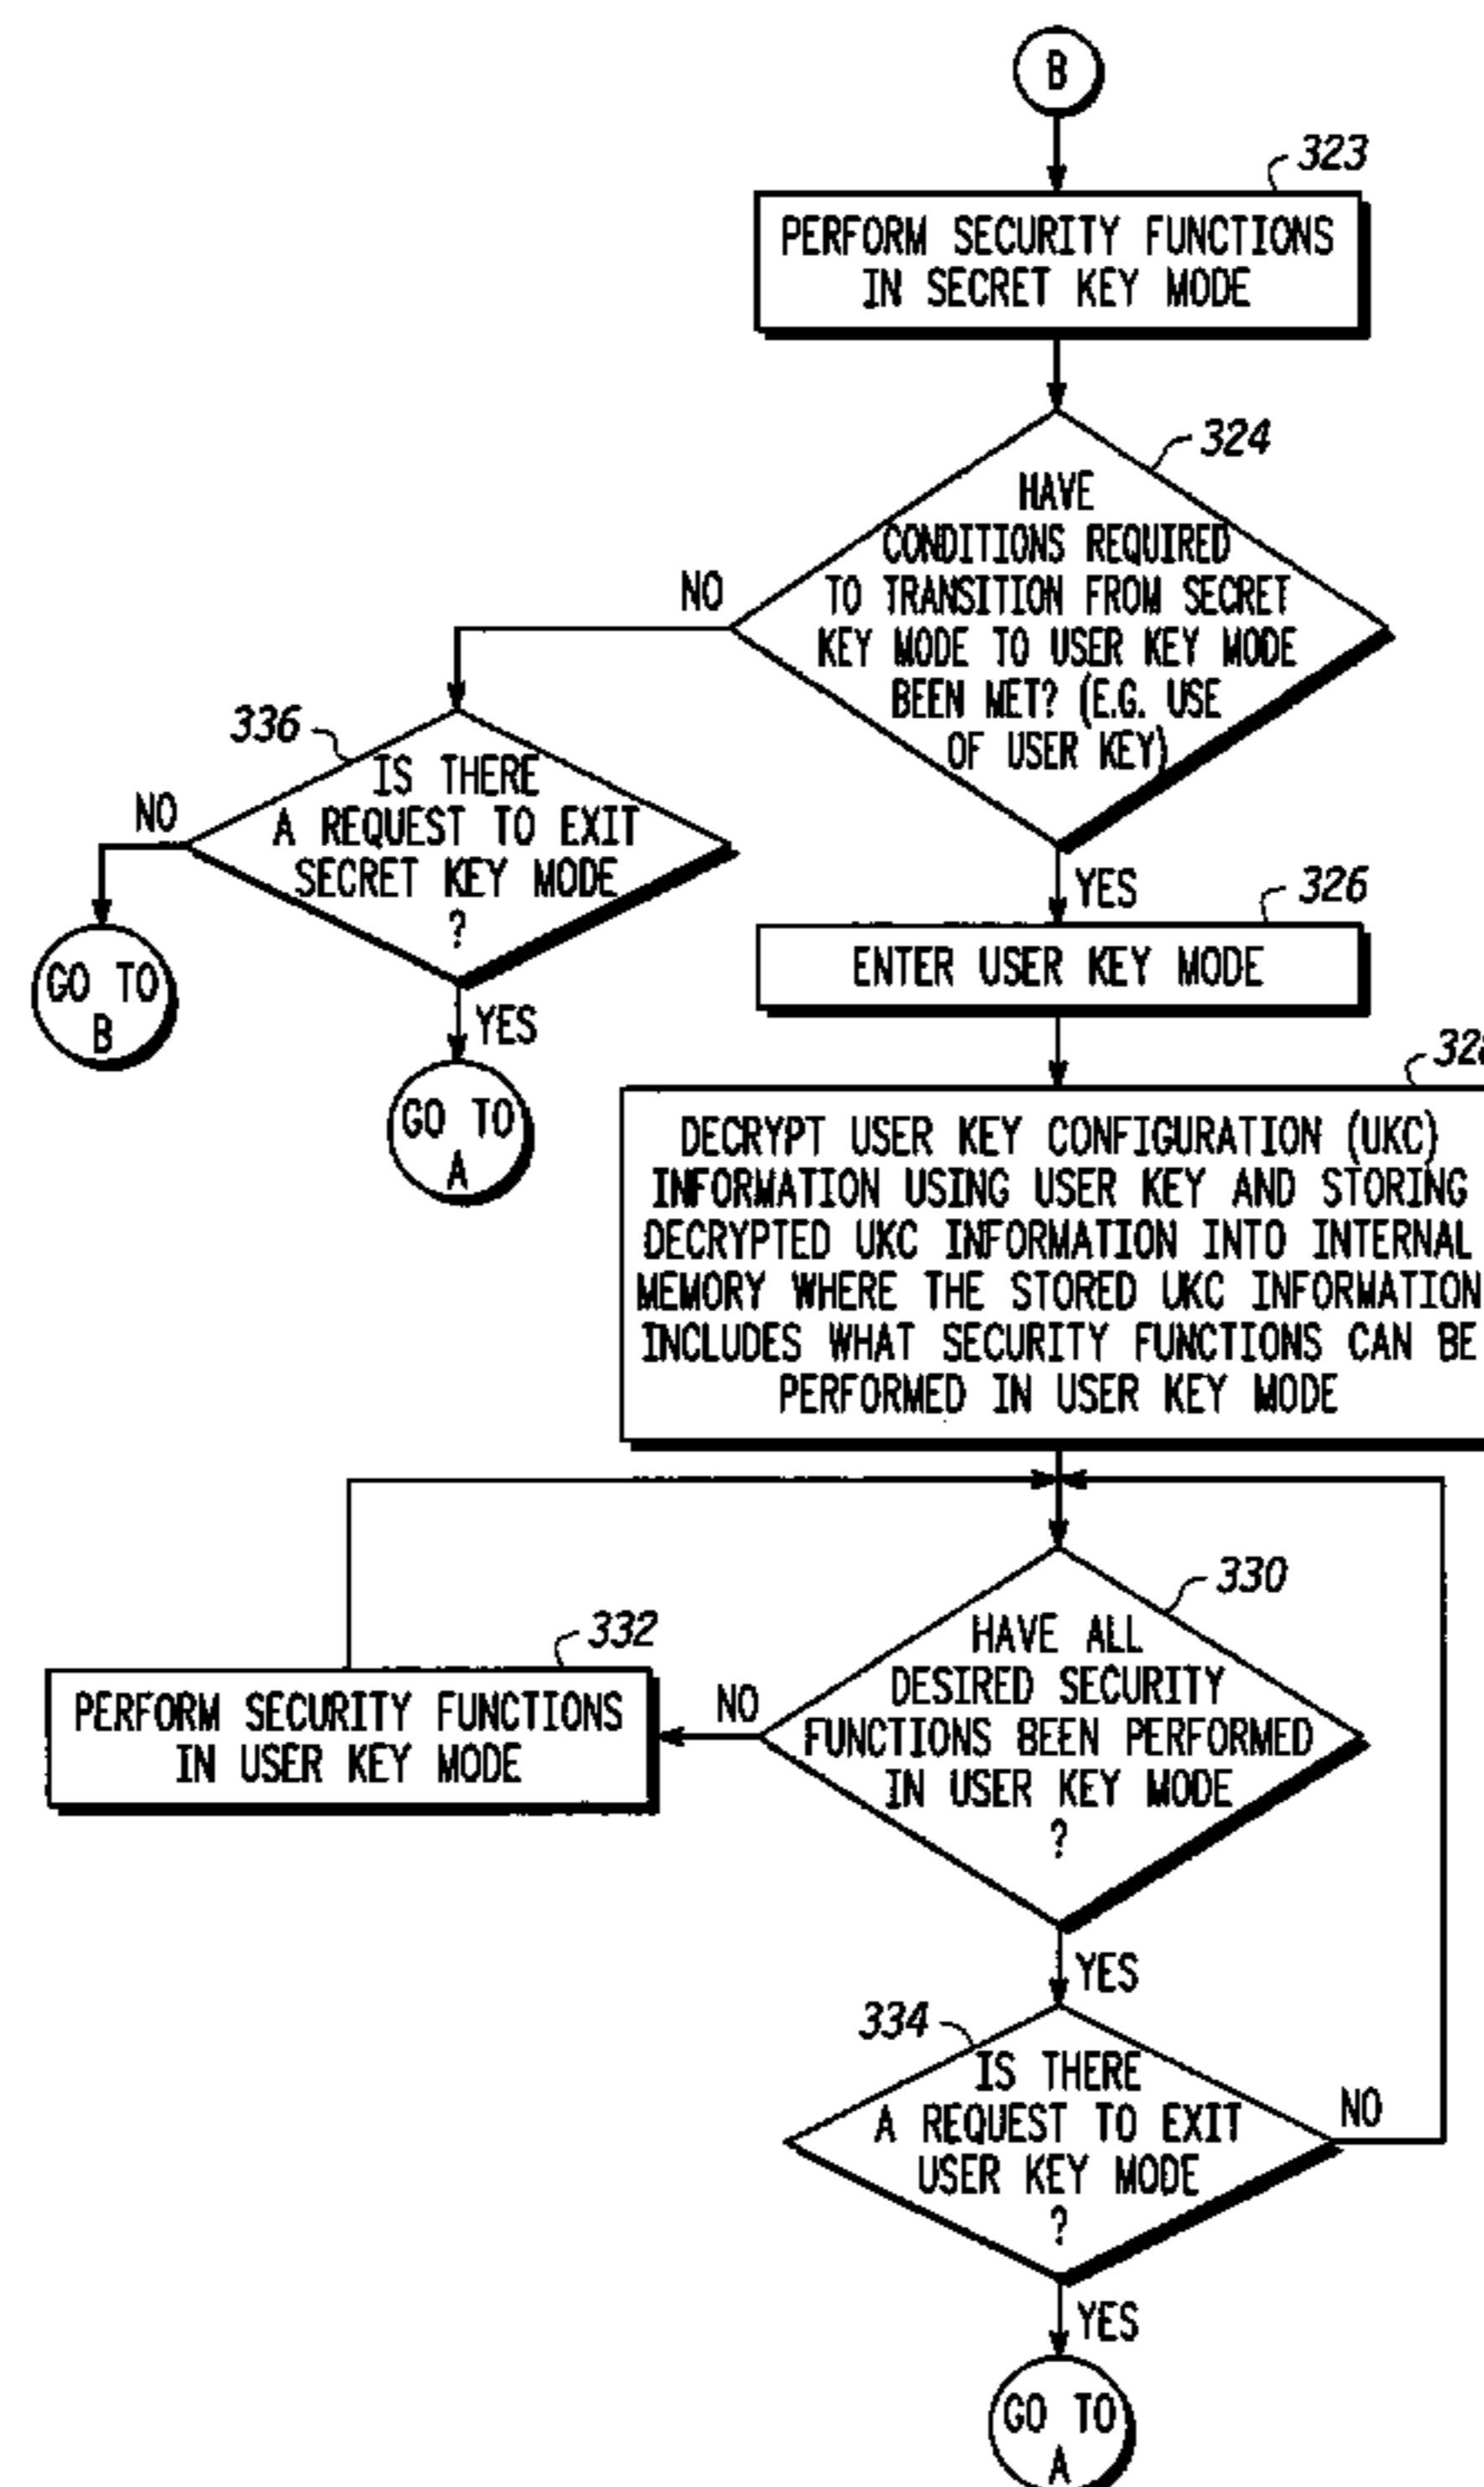 B
323
PERFORM SECURITY FUNCTIONS
IN SECRET KEY MODE
324
HAVE
CONDITIONS REQUIRED
TO TRANSITION FROM SECRET
KEY MODE TO USER KEY MODE
BEEN MET? (E.G. USE
OF USER KEY)
NO
336
IS THERE
A REQUEST TO EXIT
SECRET KEY MODE
?
NO
GO TO
B
YES
GO TO
A
YES
326
ENTER USER KEY MODE
DECRYPT USER KEY CONFIGURATION (UKC)
INFORMATION USING USER KEY AND STORING
DECRYPTED UKC INFORMATION INTO INTERNAL
MEMORY WHERE THE STORED UKC INFORMATION
INCLUDES WHAT SECURITY FUNCTIONS CAN BE
PERFORMED IN USER KEY MODE
330
HAVE ALL
DESIRED SECURITY
FUNCTIONS BEEN PERFORMED
IN USER KEY MODE
?
NO
332
PERFORM SECURITY FUNCTIONS
IN USER KEY MODE
YES
334
IS THERE
A REQUEST TO EXIT
USER KEY MODE
?
NO
YES
GO TO
A